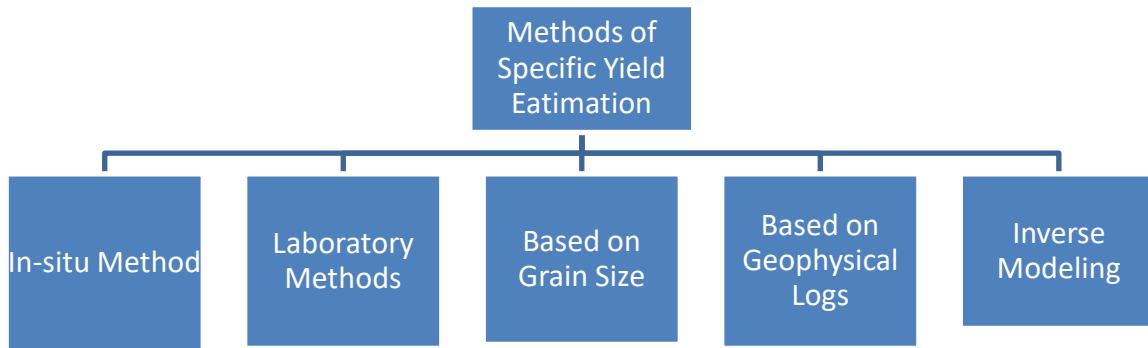 Methods of
Specific Yield
Eatimation
In-situ Method
Laboratory
Methods
Based on
Grain Size
Based on
Geophysical
Logs
Inverse
Modeling